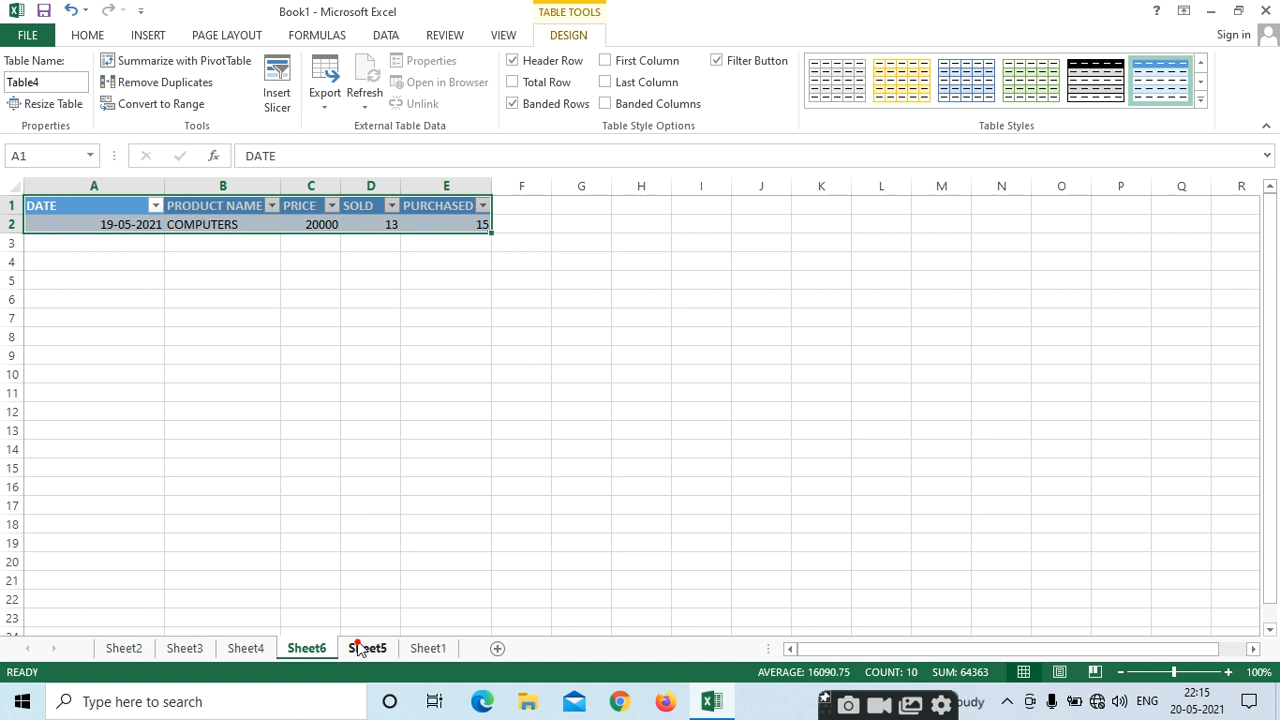 Book1 - Microsoft Excel
TABLE TOOLS
?
FILE HOME INSERT PAGE LAYOUT FORMULAS DATA REVIEW VIEW DESIGN Sign in
Table Name:
Table4
Resize Table
Properties
Summarize with PivotTable
Remove Duplicates
Convert to Range
Tools
Insert
Slicer
Export
Refresh
Properties
Open in Browser
Unlink
External Table Data
Header Row
Total Row
Banded Rows
First Column
Last Column
Banded Columns
Filter Button
Table Style Options
Table Styles
A1 fx DATE
A B C D E F G H I J K L M N O P Q R
1 DATE PRODUCT NAME PRICE SOLD PURCHASED
2 19-05-2021 COMPUTERS 20000 13 15
3
4
5
6
7
8
9
10
11
12
13
14
15
16
17
18
19
20
21
22
23
Sheet2 Sheet3 Sheet4 Sheet6 Sheet5 Sheet1
READY AVERAGE: 16090.75 COUNT: 10 SUM: 64363 100%
Type here to search
ENG
22:15
20-05-2021